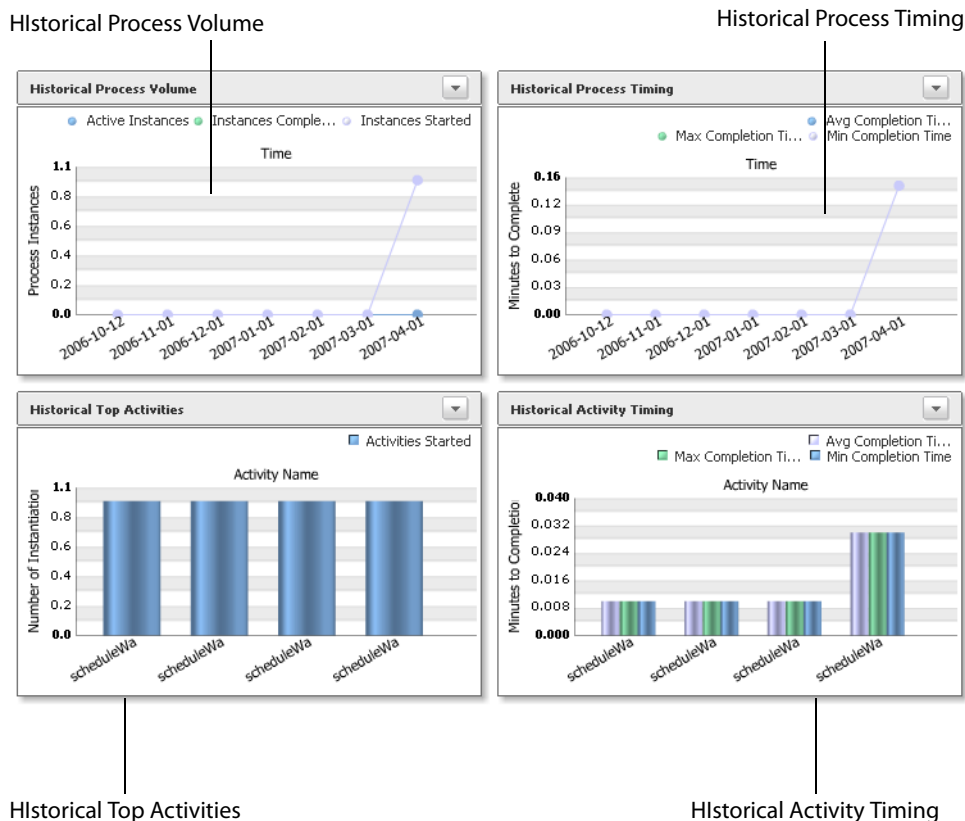 HIstorical Process Volume
Historical Process Timing
Historical Process Volume
Active Instances Instances Comple... Instances Started
Time
Process Instances
1.1
0.8
0.6
0.4
0.2
0.0
2006-10-12 2006-11-01 2006-12-01 2007-01-01 2007-02-01 2007-03-01 2007-04-01
Historical Process Timing
Avg Completion Ti...
Max Completion Ti... Min Completion Time
Time
Minutes to Complete
0.16
0.12
0.09
0.06
0.03
0.00
2006-10-12 2006-11-01 2006-12-01 2007-01-01 2007-02-01 2007-03-01 2007-04-01
Historical Top Activities
Activities Started
Activity Name
Number of Instantiatio
1.1
0.8
0.6
0.4
0.2
0.0
scheduleWa scheduleWa scheduleWa scheduleWa
Historical Activity Timing
Avg Completion Ti...
Max Completion Ti... Min Completion Time
Activity Name
Minutes to Completio
0.040
0.032
0.024
0.016
0.008
0.000
scheduleWa scheduleWa scheduleWa scheduleWa
HIstorical Top Activities
HIstorical Activity Timing